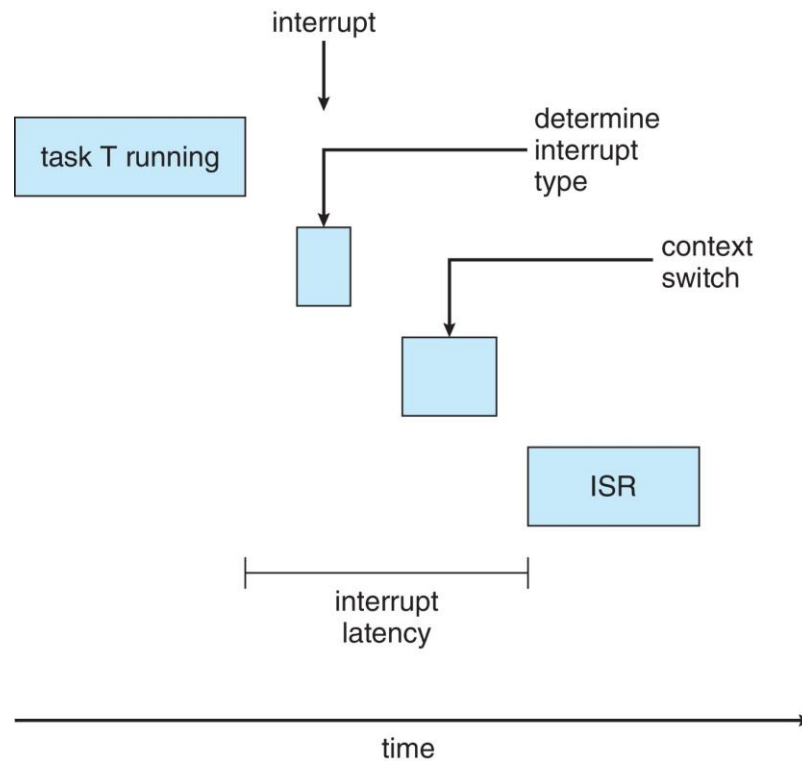 interrupt
task T running
determine
interrupt
type
context
switch
ISR
interrupt
latency
time